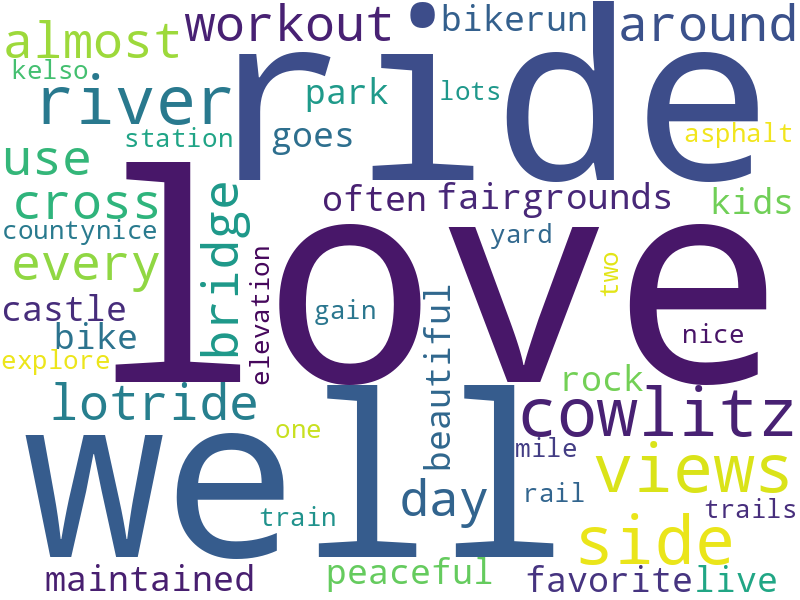 almost workout bikerun around
kelso ride
river park lots
station goes asphalt
use
cross often fairgrounds kids
countynice bridge love yard
every elevation two
castle gain
bike beautiful nice
explore rock
lotride well cowlitz
one mile views
day rail trails
train side
maintained peaceful favorite live